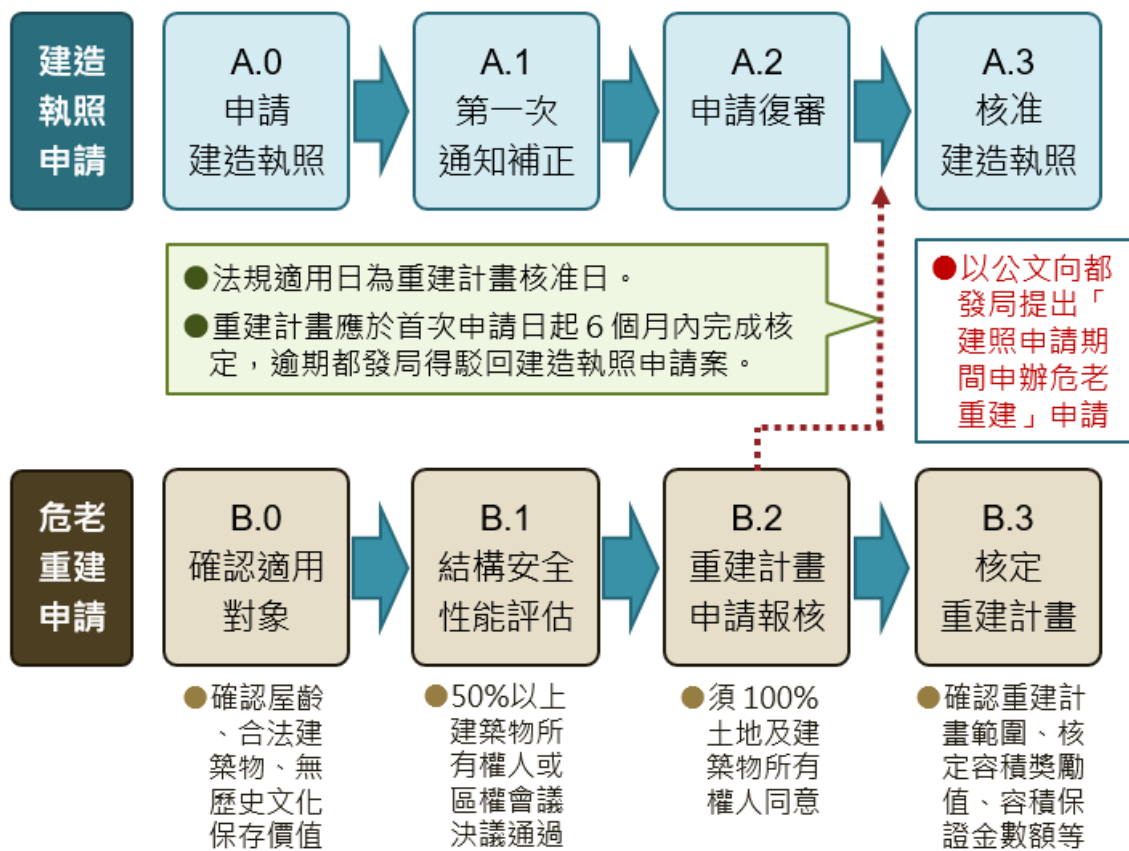 建造
執照
申請
A.0
申請
建造執照
A.1
第一次
通知補正
A.2
申請復審
A.3
核准
建造執照
●法規適用日為重建計畫核准日。
●重建計畫應於首次申請日起6個月內完成核
定，逾期都發局得駁回建造執照申請案。
●以公文向都
發局提出「
建照申請期
間申辦危老
重建」申請
危老
重建
申請
B.0
確認適用
對象
B.1
結構安全
性能評估
B.2
重建計畫
申請報核
B.3
核定
重建計畫
●確認屋齡
、合法建
築物、無
歷史文化
保存價值
●50%以上
建築物所
有權人或
區權會議
決議通過
●須100%
土地及建
築物所有
權人同意
●確認重建計
畫範圍、核
定容積獎勵
值、容積保
證金數額等